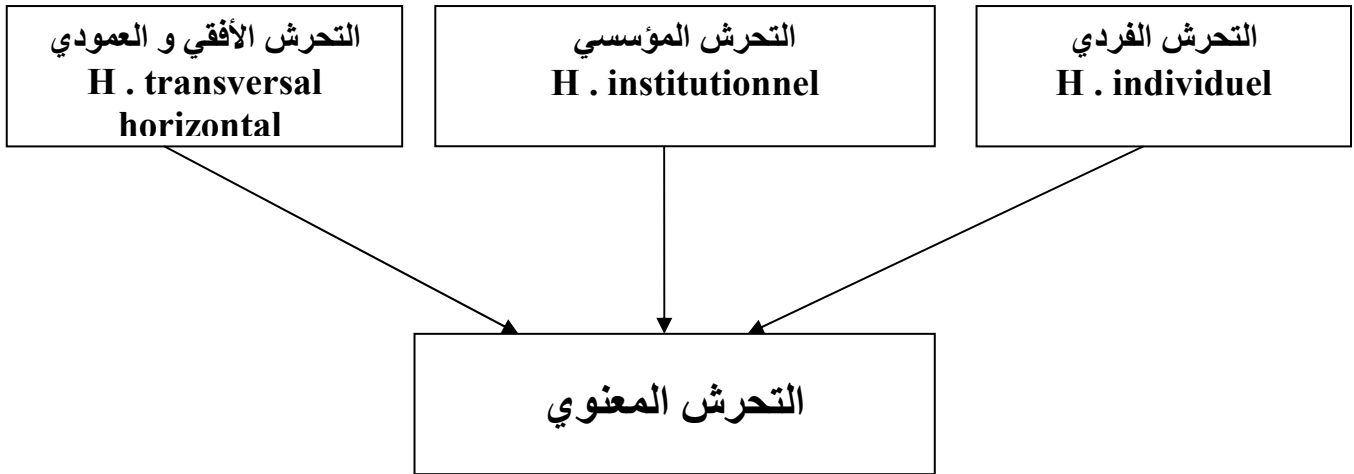 التحرش الفردي
H . individuel
التحرش المؤسسي
H . institutionnel
التحرش الأفقي و العمودي
H . transversal
horizontal
التحرش المعنوي